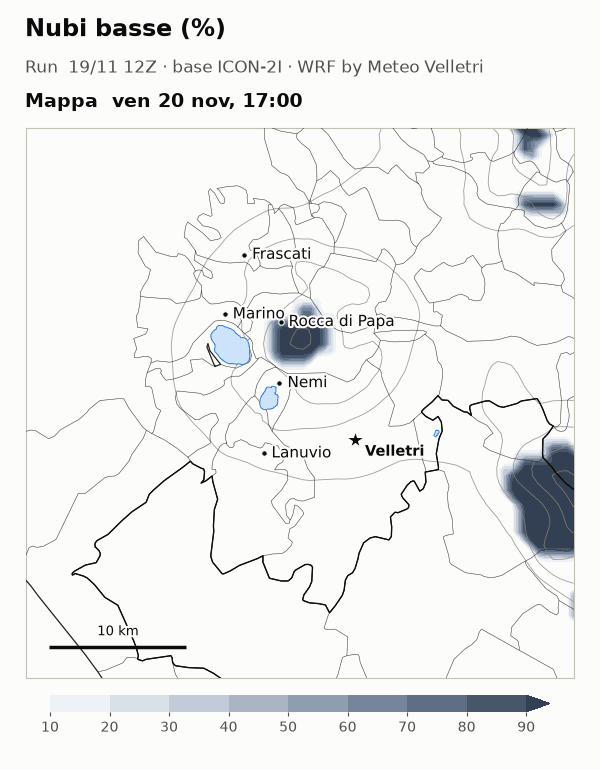 Nubi basse (%)
Run  19/11 12Z · base ICON-2I · WRF by Meteo Velletri
Mappa  ven 20 nov, 17:00
Frascati
Marino
Rocca di Papa
Nemi
Velletri
Lanuvio
10 km
10 20 30 40 50 60 70 80 90